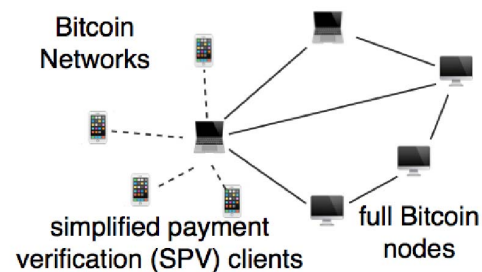 Bitcoin
Networks
simplified payment
verification (SPV) clients
full Bitcoin
nodes